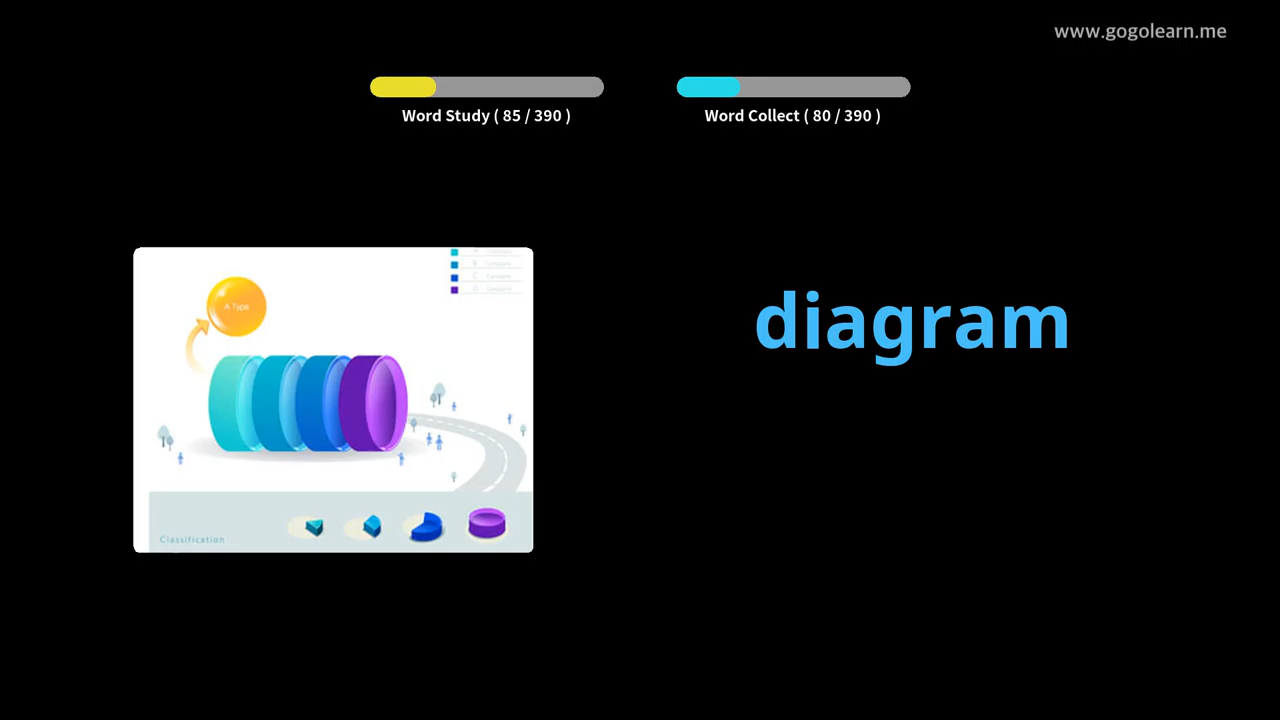 www.gogolearn.me
Word Study ( 85 / 390 )
Word Collect ( 80 / 390 )
A Type
diagram
B
C
D
Classification